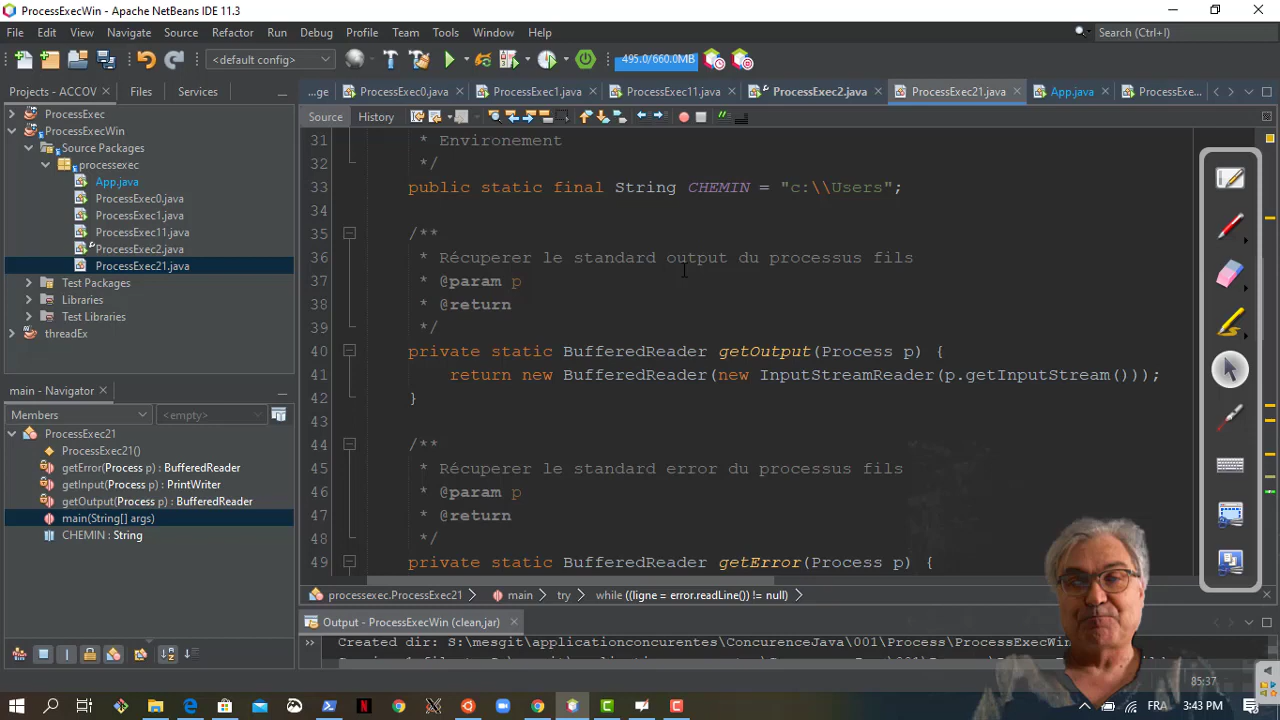 ProcessExecWin - Apache NetBeans IDE 11.3
File Edit View Navigate Source Refactor Run Debug Profile Team Tools Window Help
Search (Ctrl+I)
<default config>
495.0/660.0MB
Projects - ACCOV
Files
Services
...ge
ProcessExec0.java
ProcessExec1.java
ProcessExec11.java
ProcessExec2.java
ProcessExec21.java
App.java
ProcessExe...
Source
History
ProcessExec
ProcessExecWin
Source Packages
processexec
App.java
ProcessExec0.java
ProcessExec1.java
ProcessExec11.java
ProcessExec2.java
ProcessExec21.java
Test Packages
Libraries
Test Libraries
threadEx
main - Navigator
Members
<empty>
ProcessExec21
ProcessExec21()
getError(Process p) : BufferedReader
getInput(Process p) : PrintWriter
getOutput(Process p) : BufferedReader
main(String[] args)
CHEMIN : String
31 * Environement
32 */
33 public static final String CHEMIN = "c:\\Users";
34
35 /**
36 * Récuperer le standard output du processus fils
37 * @param p
38 * @return
39 */
40 private static BufferedReader getOutput(Process p) {
41 return new BufferedReader(new InputStreamReader(p.getInputStream()));
42 }
43
44 /**
45 * Récuperer le standard error du processus fils
46 * @param p
47 * @return
48 */
49 private static BufferedReader getError(Process p) {
processexec.ProcessExec21
main
try
while ((ligne = error.readLine()) != null)
Output - ProcessExecWin (clean,jar)
Created dir: S:\mesgit\applicationconcurentes\ConcurenceJava\001\Process\ProcessExecWin
85:37
FR
3:43 PM